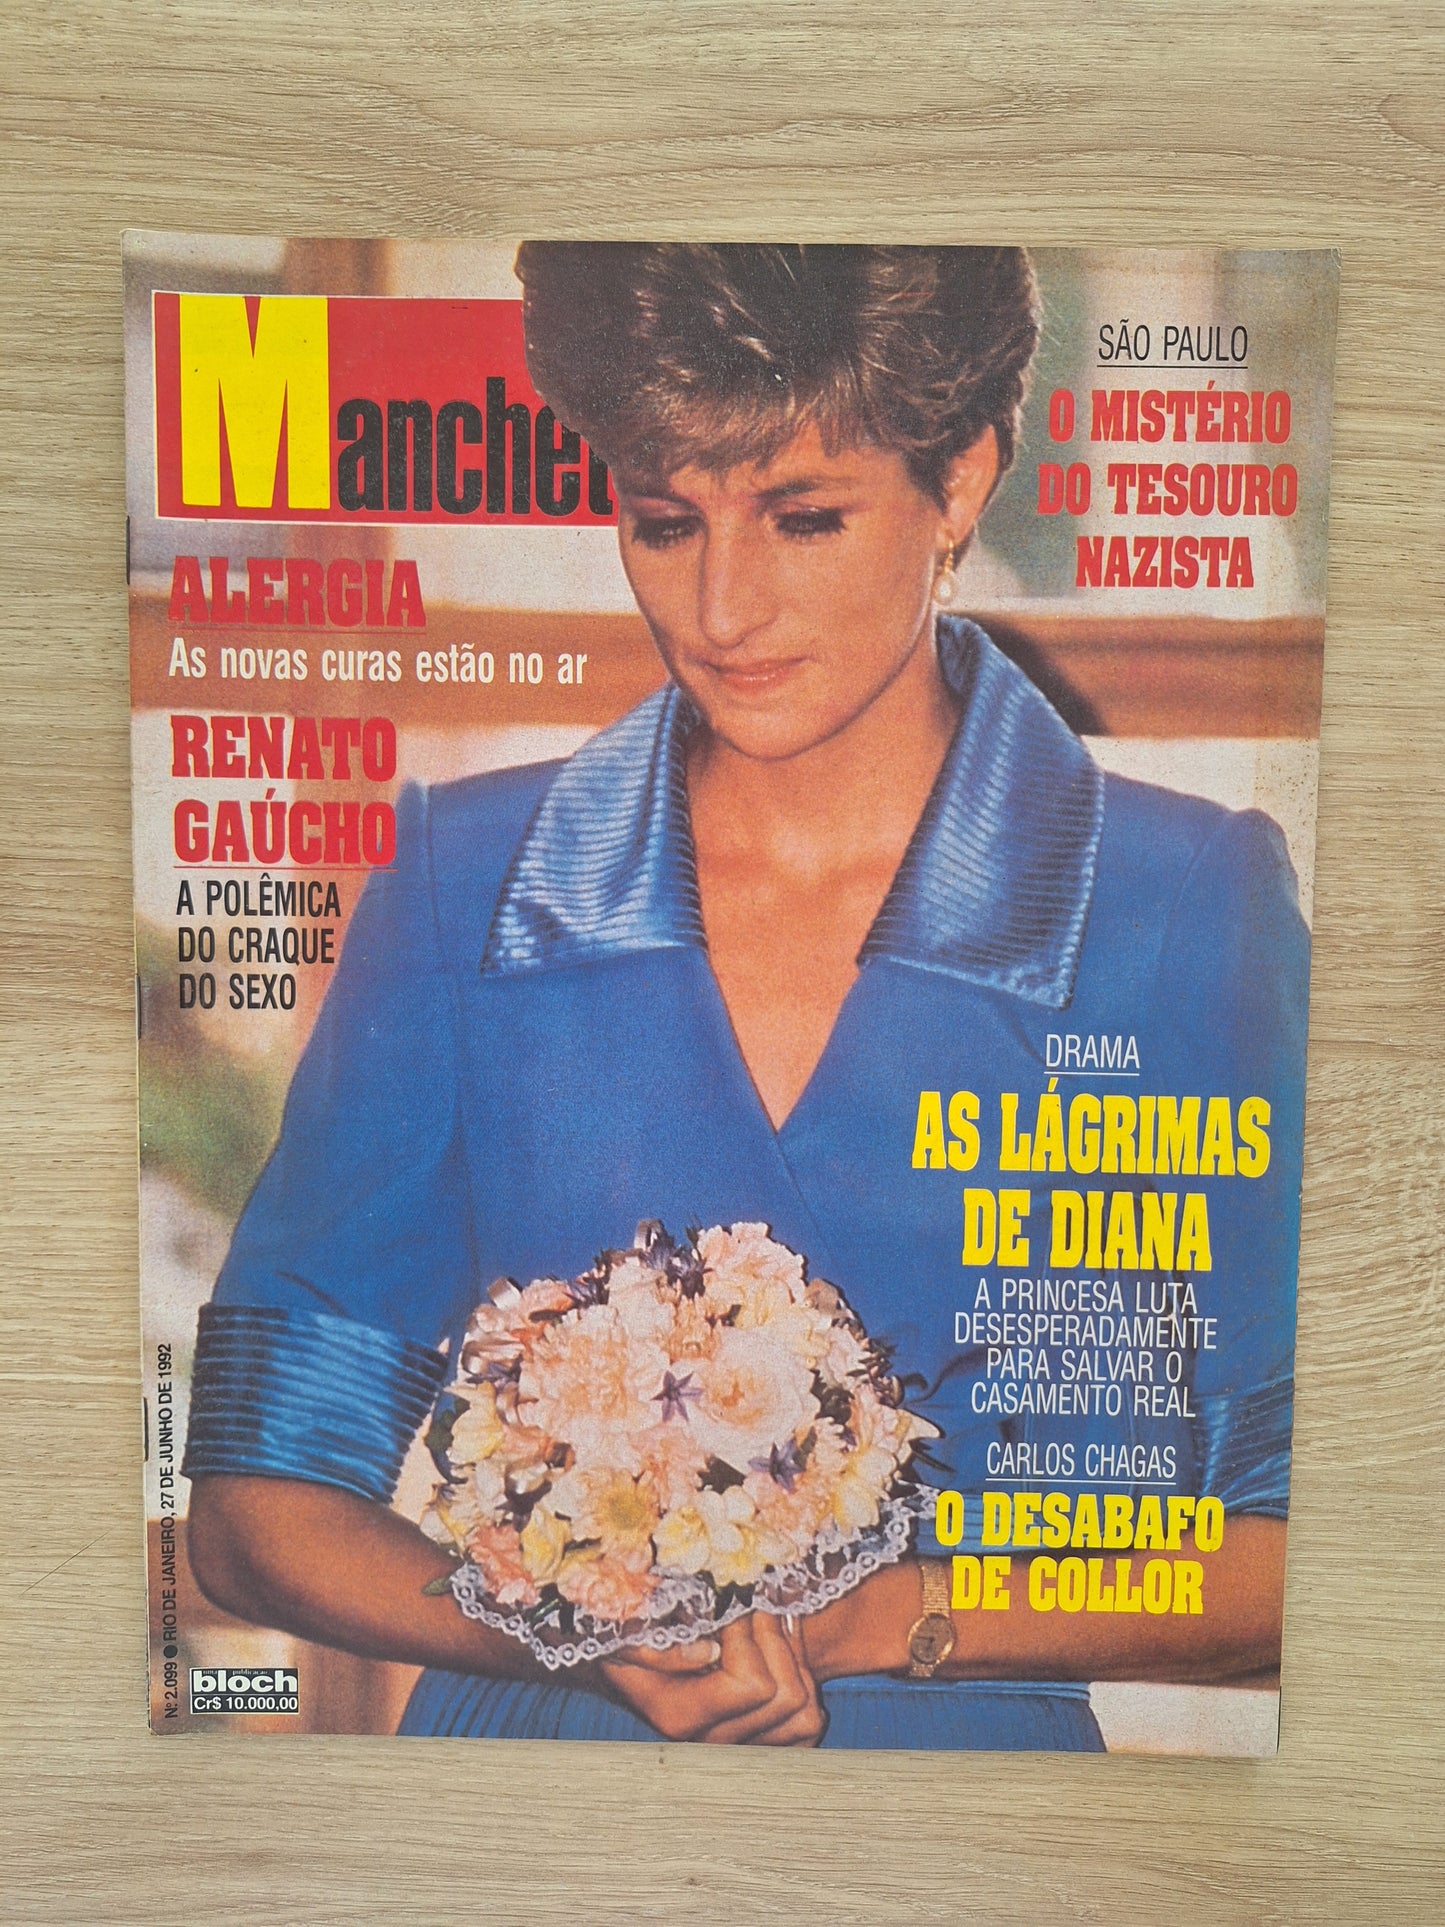 Manchet
SÃO PAULO
O MISTÉRIO
DO TESOURO
NAZISTA
ALERGIA
As novas curas estão no ar
RENATO
GAÚCHO
A POLÊMICA
DO CRAQUE
DO SEXO
DRAMA
AS LÁGRIMAS
DE DIANA
A PRINCESA LUTA
DESESPERADAMENTE
PARA SALVAR O
CASAMENTO REAL
CARLOS CHAGAS
O DESABAFO
DE COLLOR
Nº 2.099 ● RIO DE JANEIRO, 27 DE JUNHO DE 1992
bloch
Cr$ 10.000,00